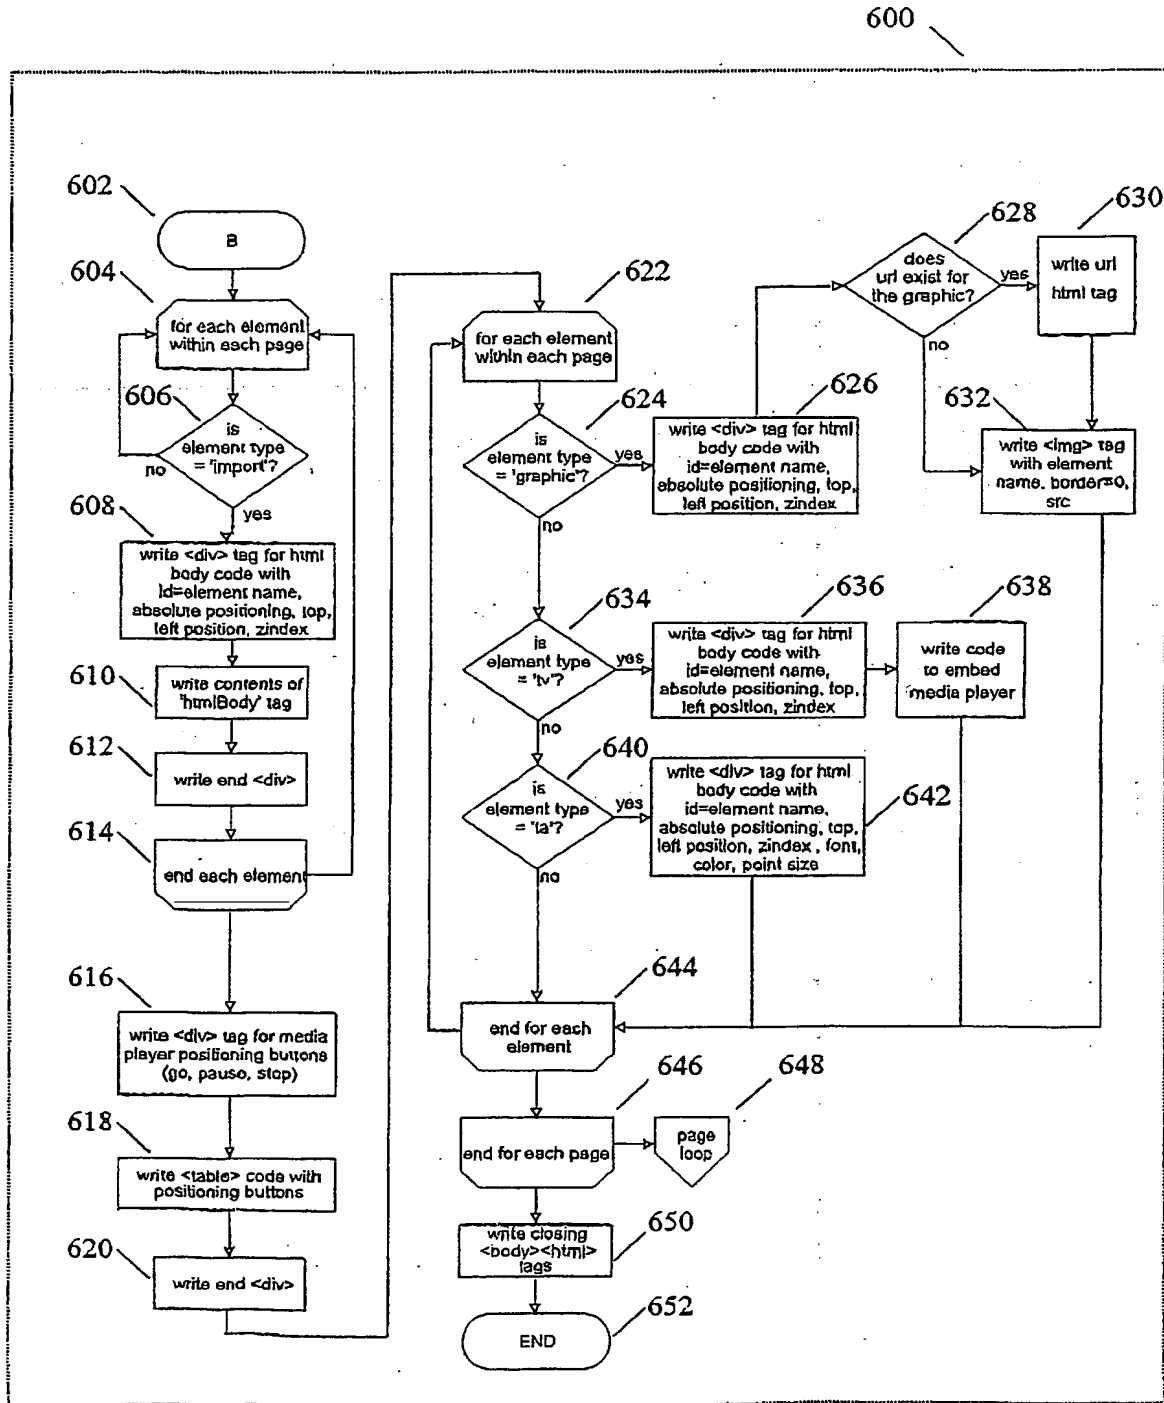 600
602
B
604
for each element
within each page
606
is
element type
= 'import'?
no
yes
608
write <div> tag for html
body code with
id=element name,
absolute positioning, top,
left position, zindex
610
write contents of
'htmlBody' tag
612
write end <div>
614
end each element
616
write <div> tag for media
player positioning buttons
(go, pause, stop)
618
write <table> code with
positioning buttons
620
write end <div>
622
for each element
within each page
624
is
element type
= 'graphic'?
yes
no
626
write <div> tag for html
body code with
id=element name,
absolute positioning, top,
left position, zindex
628
does
url exist for
the graphic?
yes
no
630
write url
html tag
632
write <img> tag
with element
name, border=0,
src
634
is
element type
= 'tv'?
yes
no
636
write <div> tag for html
body code with
id=element name,
absolute positioning, top,
left position, zindex
638
write code
to embed
media player
640
is
element type
= 'ta'?
yes
no
642
write <div> tag for html
body code with
id=element name,
absolute positioning, top,
left position, zindex , font,
color, point size
644
end for each
element
646
end for each page
648
page
loop
650
write closing
<body><html>
tags
652
END